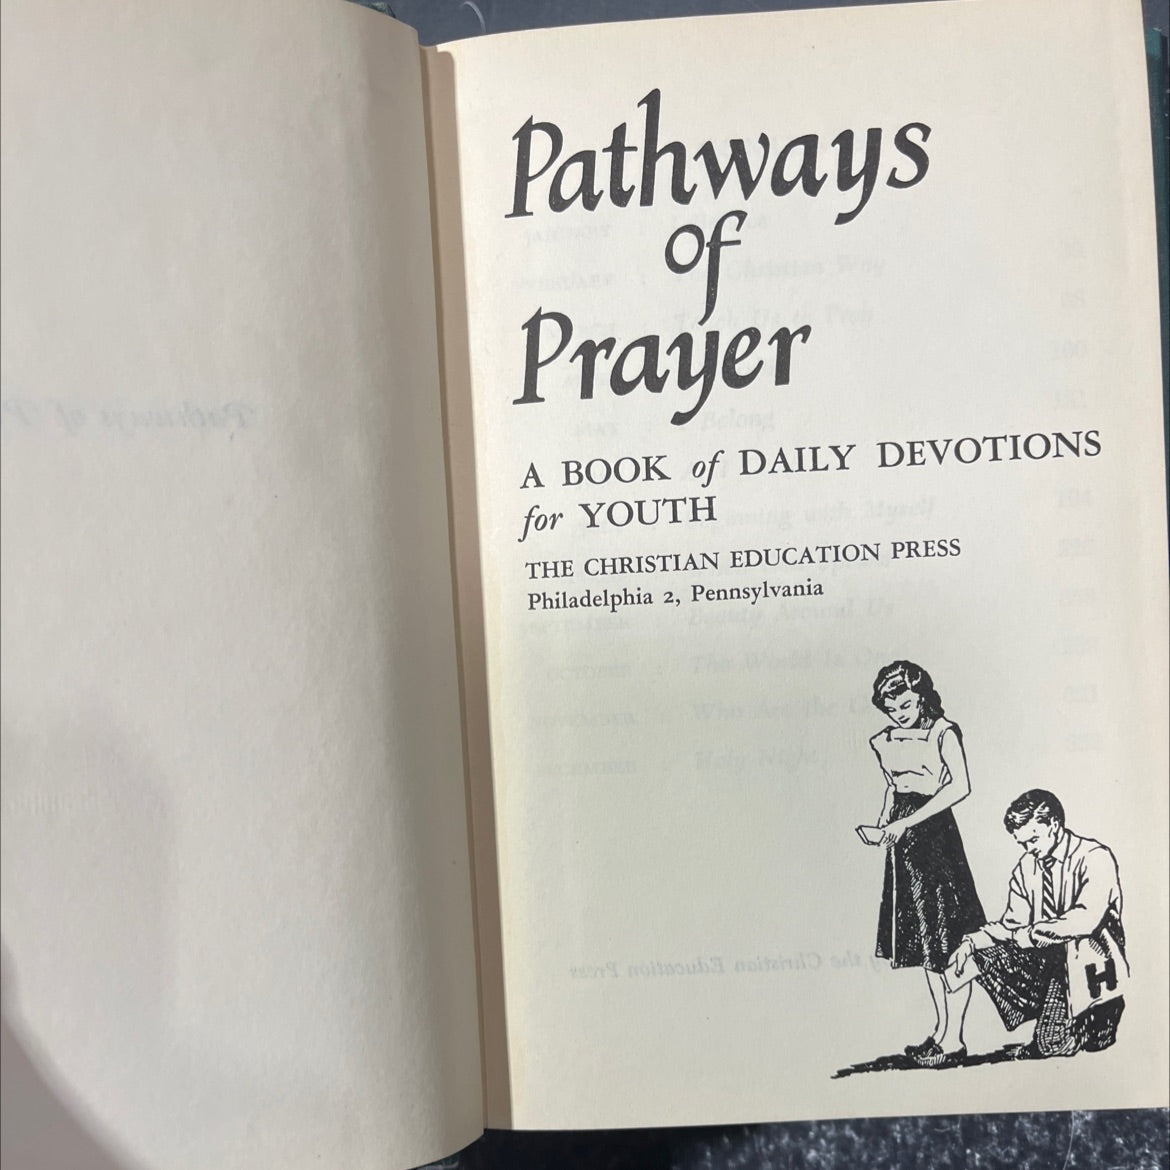 Pathways
of
Prayer
A BOOK of DAILY DEVOTIONS
for YOUTH
THE CHRISTIAN EDUCATION PRESS
Philadelphia 2, Pennsylvania
H